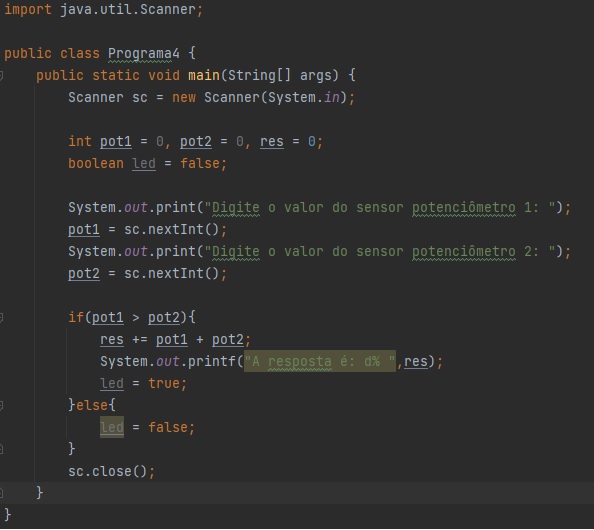 import java.util.Scanner;
public class Programa4 {
public static void main(String[] args) {
Scanner sc = new Scanner(System.in);
int pot1 = 0, pot2 = 0, res = 0;
boolean led = false;
System.out.print("Digite o valor do sensor potenciômetro 1: ");
pot1 = sc.nextInt();
System.out.print("Digite o valor do sensor potenciômetro 2: ");
pot2 = sc.nextInt();
if(pot1 > pot2){
res += pot1 + pot2;
System.out.printf("A resposta é: d% ",res);
led = true;
}else{
led = false;
}
sc.close();
}
}